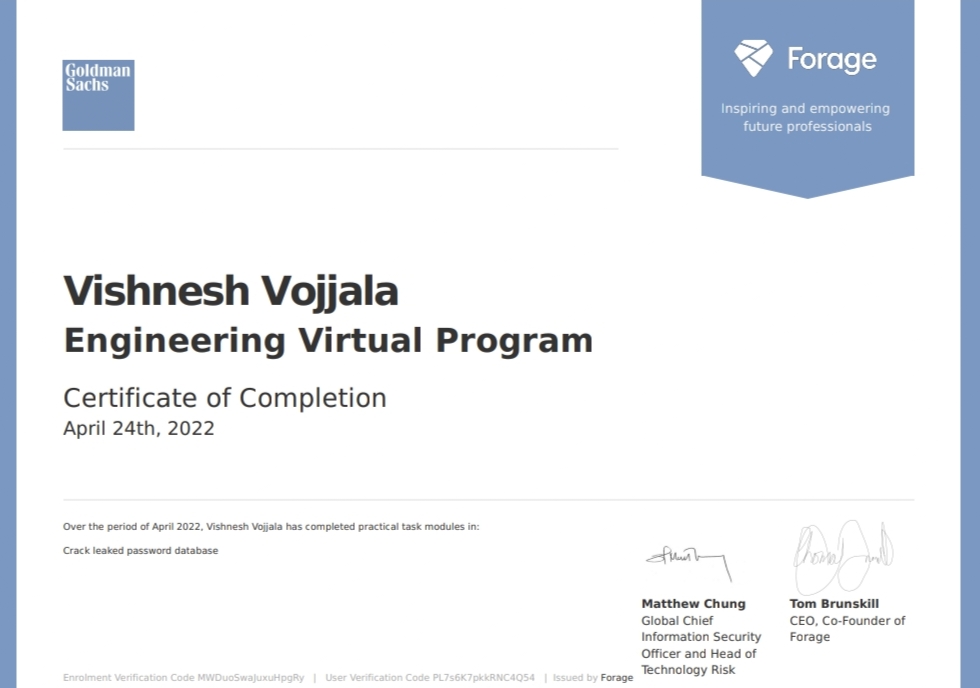 Goldman
Sachs
Forage
Inspiring and empowering
future professionals
Vishnesh Vojjala
Engineering Virtual Program
Certificate of Completion
April 24th, 2022
Over the period of April 2022, Vishnesh Vojjala has completed practical task modules in:
Crack leaked password database
Matthew Chung
Global Chief
Information Security
Officer and Head of
Technology Risk
Tom Brunskill
CEO, Co-Founder of
Forage
Enrolment Verification Code MWDuoSwaJuxuHpgRy | User Verification Code PL7s6K7pkkRNC4Q54 | Issued by Forage